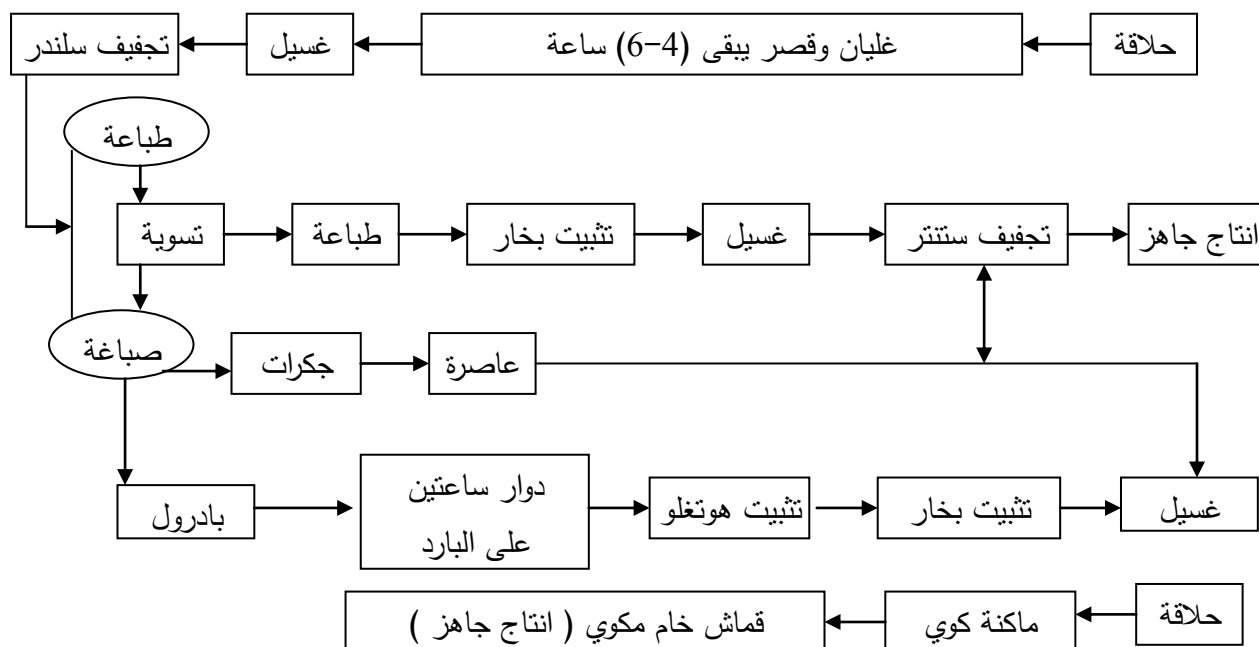 حلاقة
غليان وقصر يبقى (4-6) ساعة
غسيل
تجفيف سلندر
طباعة
تسوية
طباعة
تثبيت بخار
غسيل
تجفيف ستنتر
انتاج جاهز
صباغة
جكرات
عاصرة
بادرول
دوار ساعتين
على البارد
تثبيت هوتغلو
تثبيت بخار
غسيل
حلاقة
ماكنة كوي
قماش خام مكوي ( انتاج جاهز )